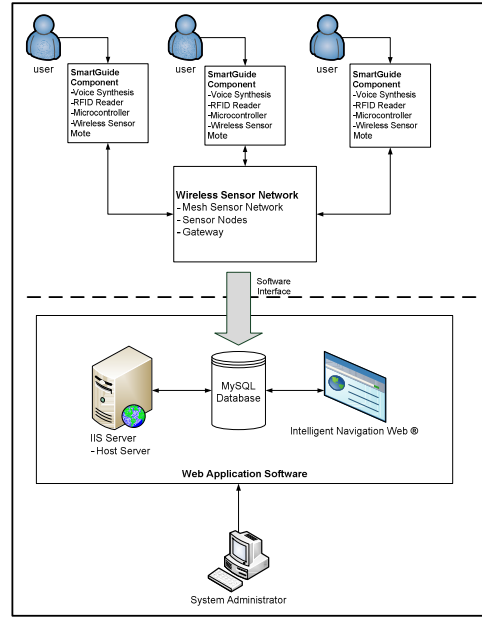 user
user
user
SmartGuide
Component
-Voice Synthesis
-RFID Reader
-Microcontroller
-Wireless Sensor
Mote
SmartGuide
Component
-Voice Synthesis
-RFID Reader
-Microcontroller
-Wireless Sensor
Mote
SmartGuide
Component
-Voice Synthesis
-RFID Reader
-Microcontroller
-Wireless Sensor
Mote
Wireless Sensor Network
- Mesh Sensor Network
- Sensor Nodes
- Gateway
Software
Interface
MySQL
Database
IIS Server
- Host Server
Intelligent Navigation Web ®
Web Application Software
System Administrator